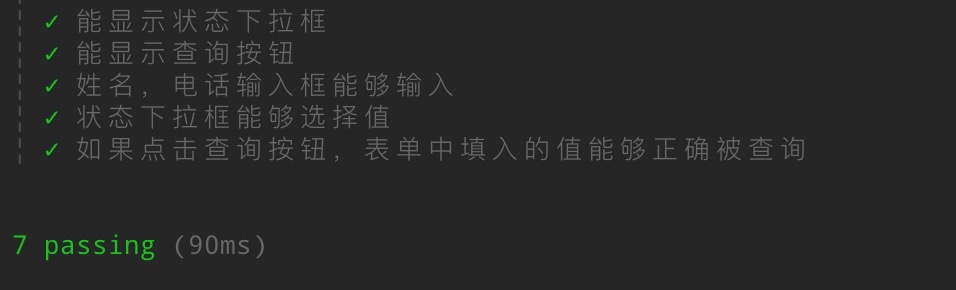 ✓ 能显示状态下拉框
✓ 能显示查询按钮
✓ 姓名, 电话输入框能够输入
✓ 状态下拉框能够选择值
✓ 如果点击查询按钮, 表单中填入的值能够正确被查询
7 passing (90ms)